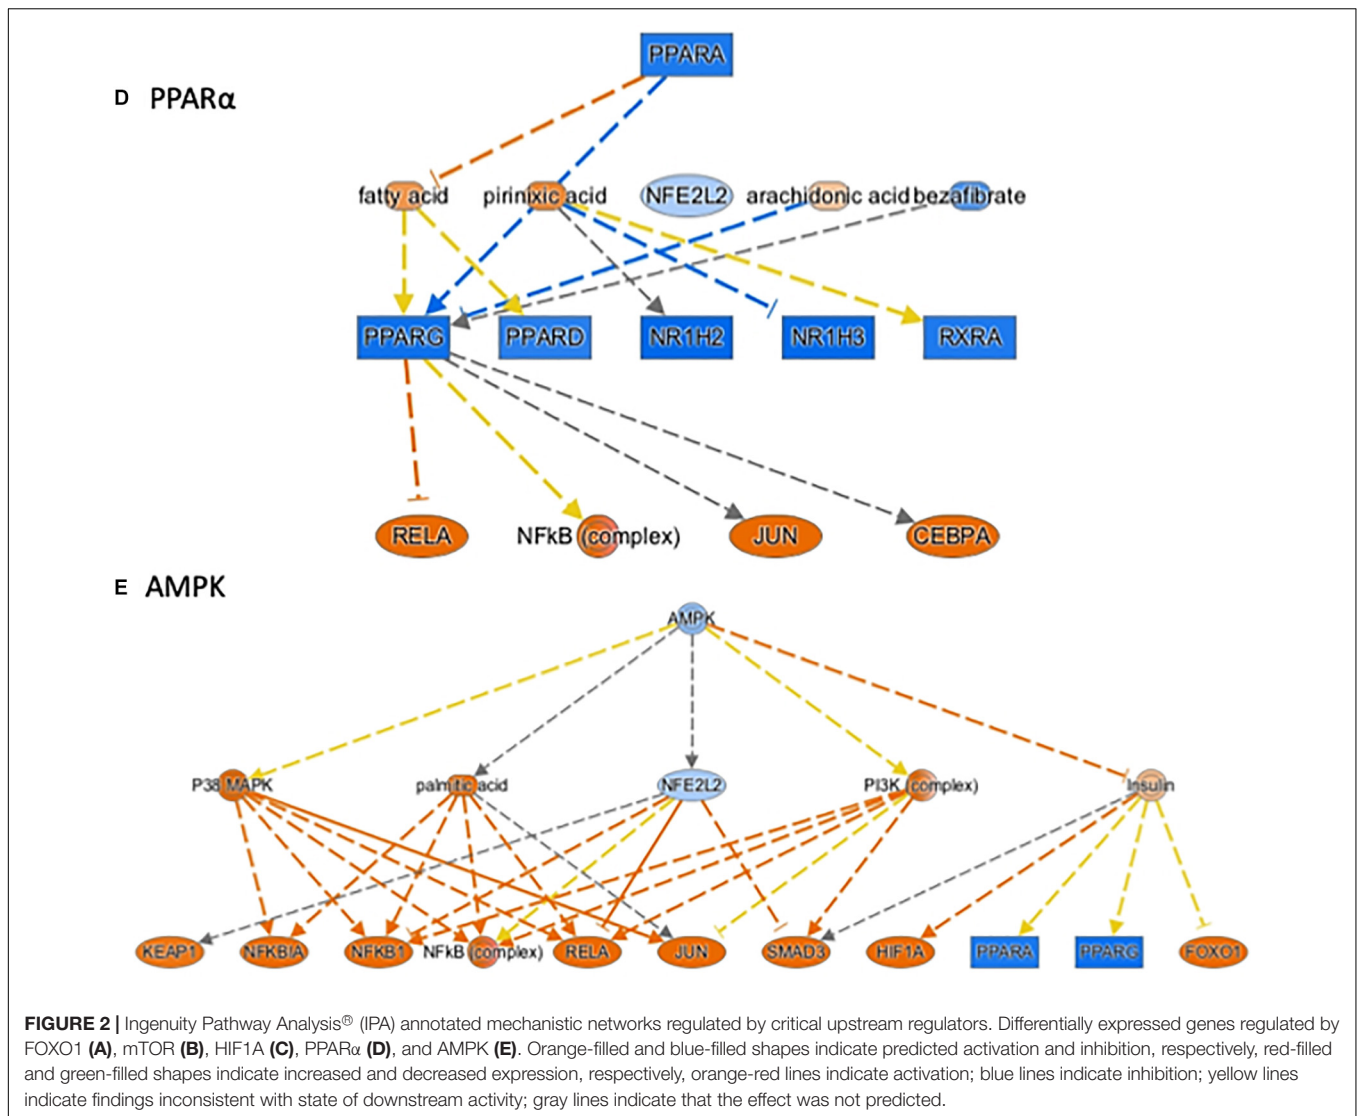 PPARA
D PPARα
fatty acid pirinixic acid NFE2L2 arachidonic acid bezafibrate
PPARG PPARD NR1H2 NR1H3 RXRA
RELA NFkB (complex) JUN CEBPA
E AMPK
AMPK
P38 MAPK palmitic acid NFE2L2 PI3K (complex) Insulin
KEAP1 NFKBIA NFKB1 NFkB (complex) RELA JUN SMAD3 HIF1A PPARA PPARG FOXO1
FIGURE 2 | Ingenuity Pathway Analysis® (IPA) annotated mechanistic networks regulated by critical upstream regulators. Differentially expressed genes regulated by
FOXO1 (A), mTOR (B), HIF1A (C), PPARα (D), and AMPK (E). Orange-filled and blue-filled shapes indicate predicted activation and inhibition, respectively, red-filled
and green-filled shapes indicate increased and decreased expression, respectively, orange-red lines indicate activation; blue lines indicate inhibition; yellow lines
indicate findings inconsistent with state of downstream activity; gray lines indicate that the effect was not predicted.